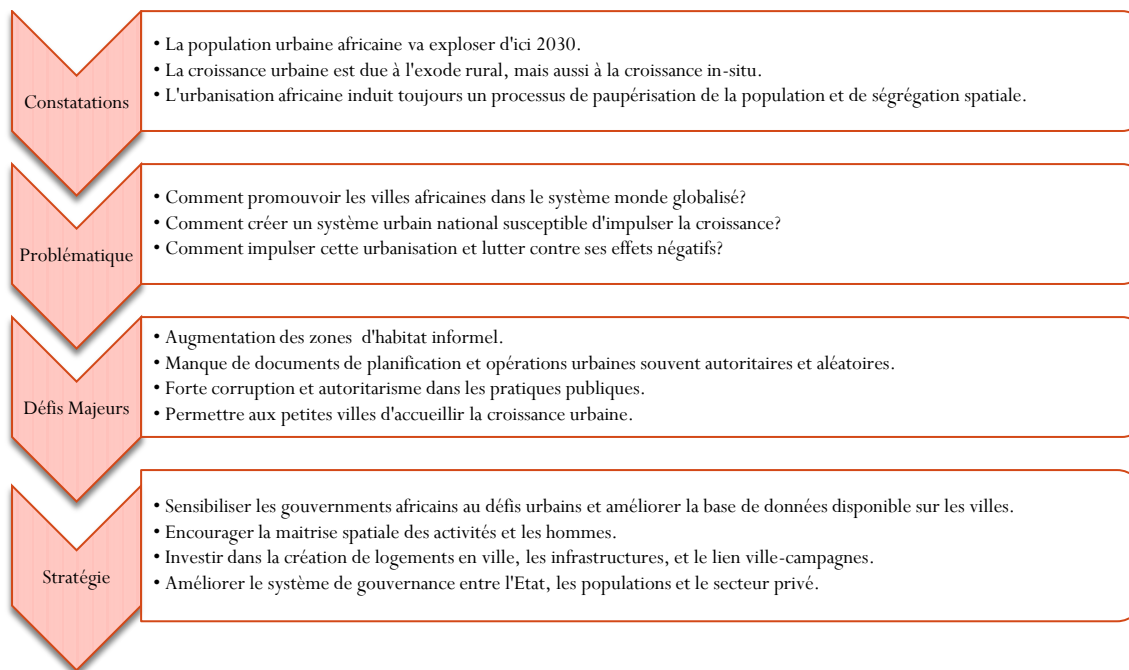 Constatations
• La population urbaine africaine va exploser d'ici 2030.
• La croissance urbaine est due à l'exode rural, mais aussi à la croissance in-situ.
• L'urbanisation africaine induit toujours un processus de paupérisation de la population et de ségrégation spatiale.
Problématique
• Comment promouvoir les villes africaines dans le système monde globalisé?
• Comment créer un système urbain national susceptible d'impulser la croissance?
• Comment impulser cette urbanisation et lutter contre ses effets négatifs?
Défis Majeurs
• Augmentation des zones d'habitat informel.
• Manque de documents de planification et opérations urbaines souvent autoritaires et aléatoires.
• Forte corruption et autoritarisme dans les pratiques publiques.
• Permettre aux petites villes d'accueillir la croissance urbaine.
Stratégie
• Sensibiliser les gouvernments africains au défis urbains et améliorer la base de données disponible sur les villes.
• Encourager la maitrise spatiale des activités et les hommes.
• Investir dans la création de logements en ville, les infrastructures, et le lien ville-campagnes.
• Améliorer le système de gouvernance entre l'Etat, les populations et le secteur privé.